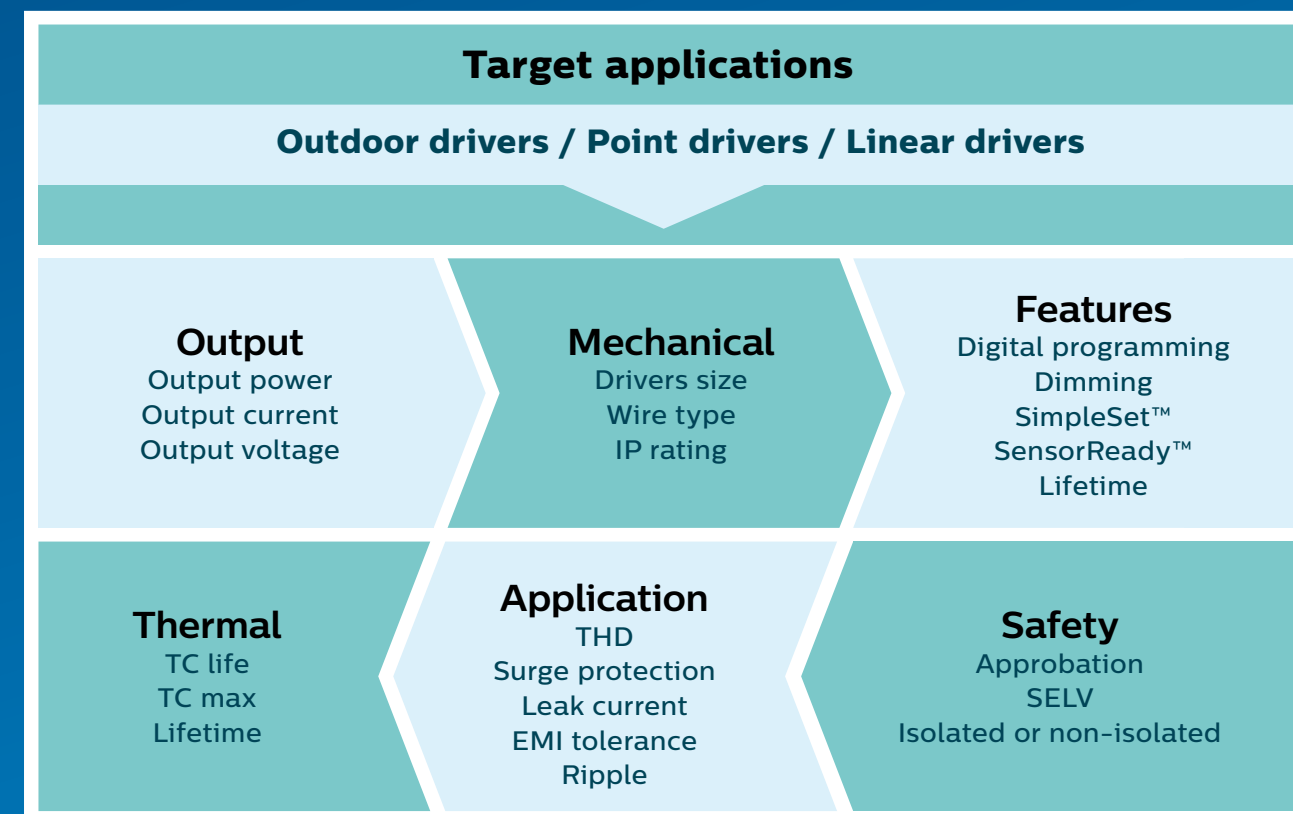 Target applications
Outdoor drivers / Point drivers / Linear drivers
Output
Output power
Output current
Output voltage
Mechanical
Drivers size
Wire type
IP rating
Features
Digital programming
Dimming
SimpleSet™
SensorReady™
Lifetime
Thermal
TC life
TC max
Lifetime
Application
THD
Surge protection
Leak current
EMI tolerance
Ripple
Safety
Approbation
SELV
Isolated or non-isolated